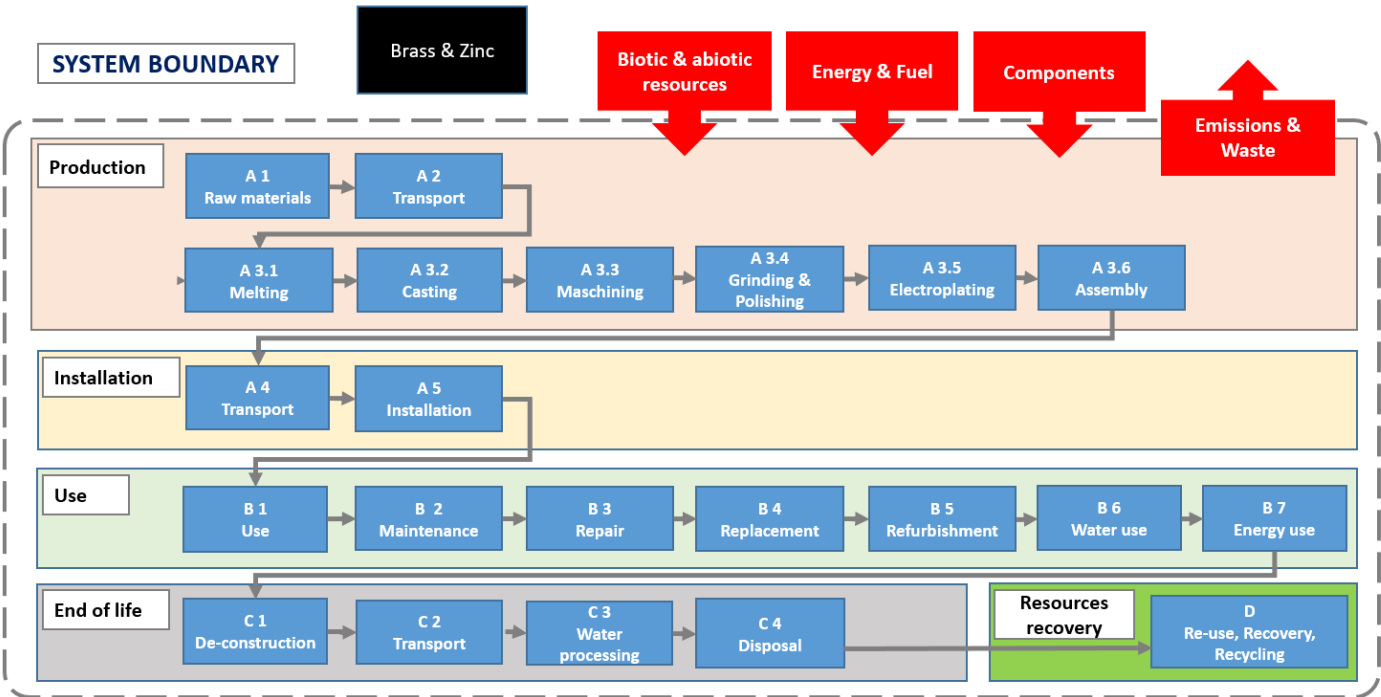 SYSTEM BOUNDARY
Brass & Zinc
Biotic & abiotic
resources
Energy & Fuel
Components
Emissions &
Waste
Production
A 1
Raw materials
A 2
Transport
A 3.1
Melting
A 3.2
Casting
A 3.3
Maschining
A 3.4
Grinding &
Polishing
A 3.5
Electroplating
A 3.6
Assembly
Installation
A 4
Transport
A 5
Installation
Use
B 1
Use
B 2
Maintenance
B 3
Repair
B 4
Replacement
B 5
Refurbishment
B 6
Water use
B 7
Energy use
End of life
C 1
De-construction
C 2
Transport
C 3
Water
processing
C 4
Disposal
Resources
recovery
D
Re-use, Recovery,
Recycling